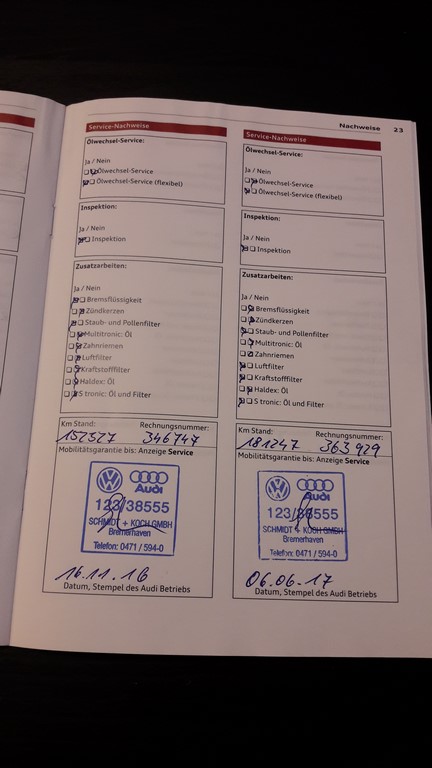 Nachweise 23
Service-Nachweise
Ölwechsel-Service:
Ja / Nein
Ölwechsel-Service
Ölwechsel-Service (flexibel)
Inspektion:
Ja / Nein
Inspektion
Zusatzarbeiten:
Ja / Nein
Bremsflüssigkeit
Zündkerzen
Staub- und Pollenfilter
Multitronic: Öl
Zahnriemen
Luftfilter
Kraftstofffilter
Haldex: Öl
S tronic: Öl und Filter
Km Stand: Rechnungsnummer:
152527 346747
Mobilitätsgarantie bis: Anzeige Service
Audi
123/38555
SCHMIDT + KOCH GMBH
Bremerhaven
Telefon: 0471 / 594-0
16.11.16
Datum, Stempel des Audi Betriebs
Service-Nachweise
Ölwechsel-Service:
Ja / Nein
Ölwechsel-Service
Ölwechsel-Service (flexibel)
Inspektion:
Ja / Nein
Inspektion
Zusatzarbeiten:
Ja / Nein
Bremsflüssigkeit
Zündkerzen
Staub- und Pollenfilter
Multitronic: Öl
Zahnriemen
Luftfilter
Kraftstofffilter
Haldex: Öl
S tronic: Öl und Filter
Km Stand: Rechnungsnummer:
181247 363929
Mobilitätsgarantie bis: Anzeige Service
Audi
123/38555
SCHMIDT + KOCH GMBH
Bremerhaven
Telefon: 0471 / 594-0
06.06.17
Datum, Stempel des Audi Betriebs